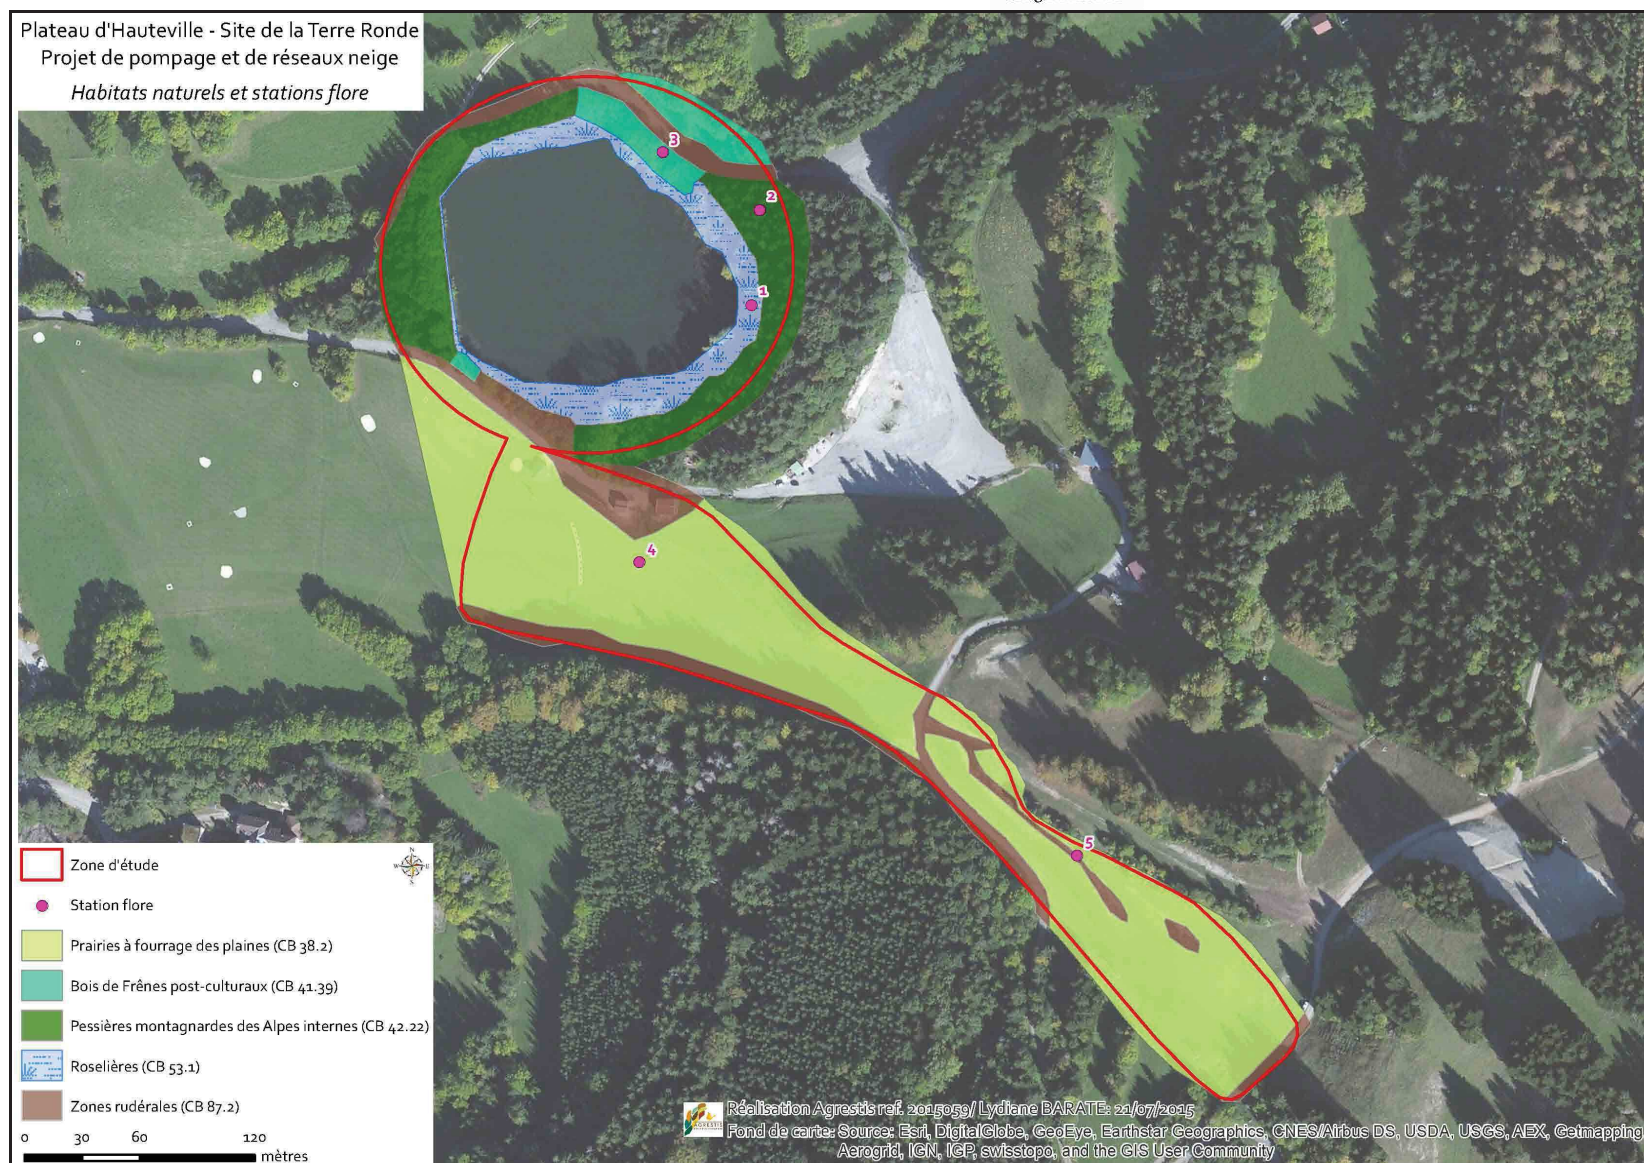 Plateau d'Hauteville - Site de la Terre Ronde
Projet de pompage et de réseaux neige
Habitats naturels et stations flore
3
2
1
4
5
Zone d'étude
N
W E
S
Station flore
Prairies à fourrage des plaines (CB 38.2)
Bois de Frênes post-culturaux (CB 41.39)
Pessières montagnardes des Alpes internes (CB 42.22)
Roselières (CB 53.1)
Zones rudérales (CB 87.2)
0 30 60 120
mètres
AGRESTIS
Réalisation Agrestis ref. 2015059/ Lydiane BARATE: 21/07/2015
Fond de carte: Source: Esri, DigitalGlobe, GeoEye, Earthstar Geographics, CNES/Airbus DS, USDA, USGS, AEX, Getmapping,
Aerogrid, IGN, IGP, swisstopo, and the GIS User Community